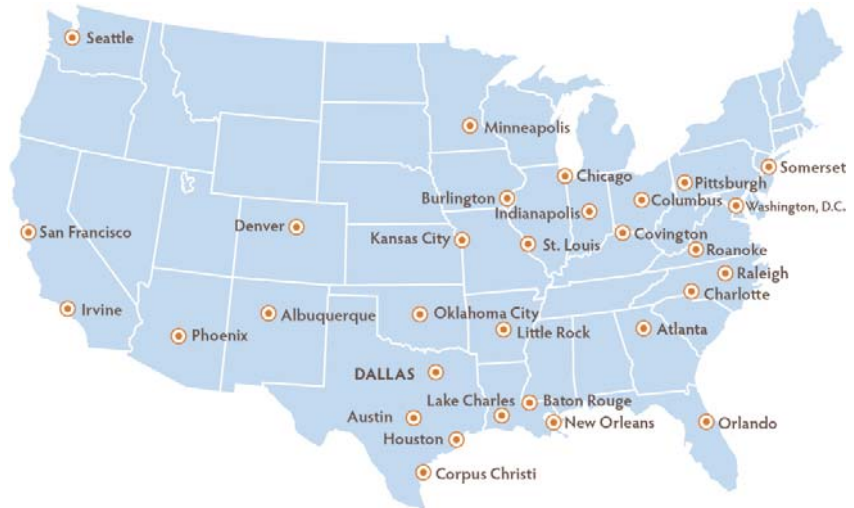 Seattle
Minneapolis
Somerset
Chicago
Pittsburgh
Burlington
Columbus
Washington, D.C.
Indianapolis
San Francisco
Denver
Kansas City
St. Louis
Covington
Roanoke
Raleigh
Charlotte
Irvine
Albuquerque
Oklahoma City
Phoenix
Little Rock
Atlanta
DALLAS
Lake Charles
Baton Rouge
Austin
New Orleans
Orlando
Houston
Corpus Christi